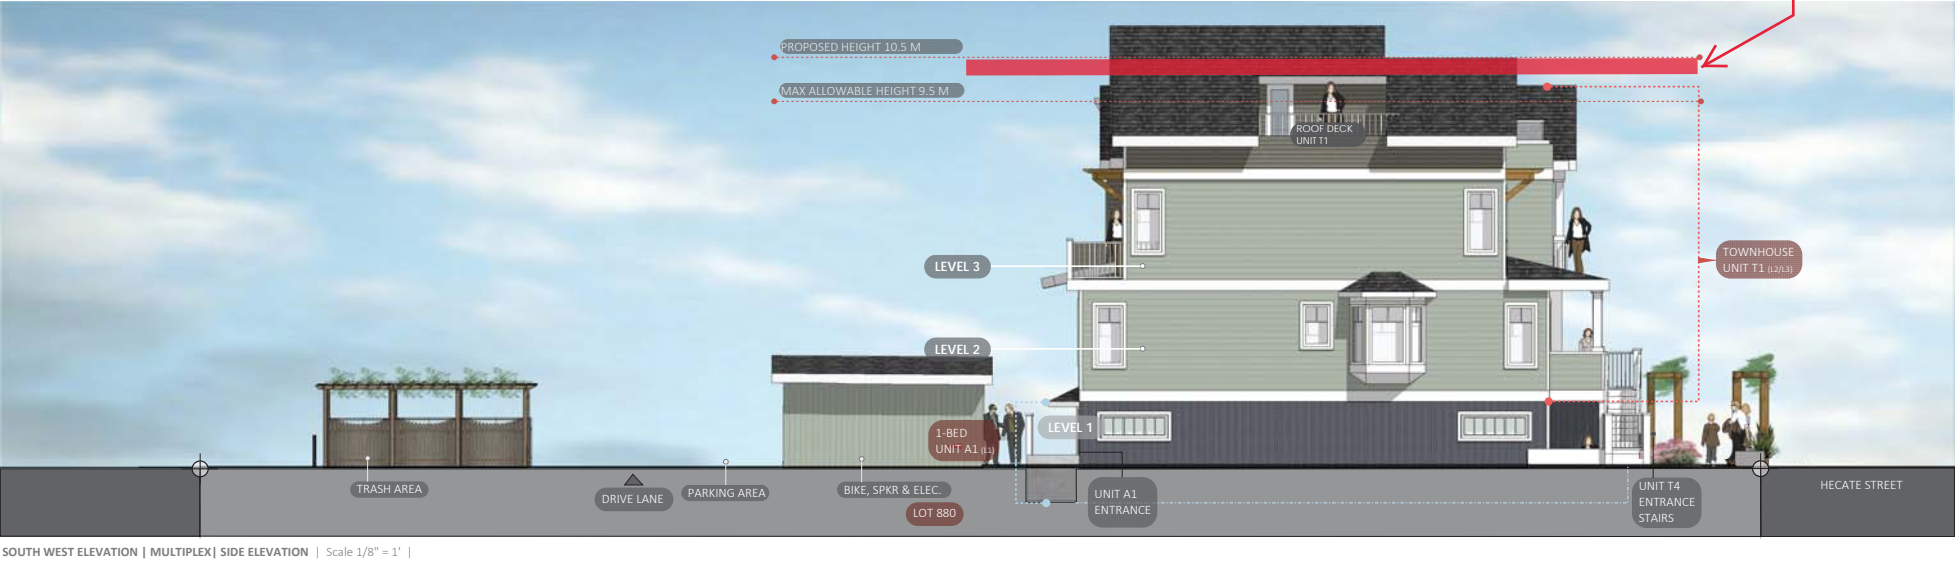 PROPOSED HEIGHT 10.5 M
MAX ALLOWABLE HEIGHT 9.5 M
ROOF DECK
UNIT T1
LEVEL 3
TOWNHOUSE
UNIT T1 (L2/L3)
LEVEL 2
LEVEL 1
1-BED
UNIT A1 (L1)
TRASH AREA
DRIVE LANE
PARKING AREA
BIKE, SPKR & ELEC.
LOT 880
UNIT A1
ENTRANCE
UNIT T4
ENTRANCE
STAIRS
HECATE STREET
SOUTH WEST ELEVATION | MULTIPLEX| SIDE ELEVATION | Scale 1/8" = 1' |